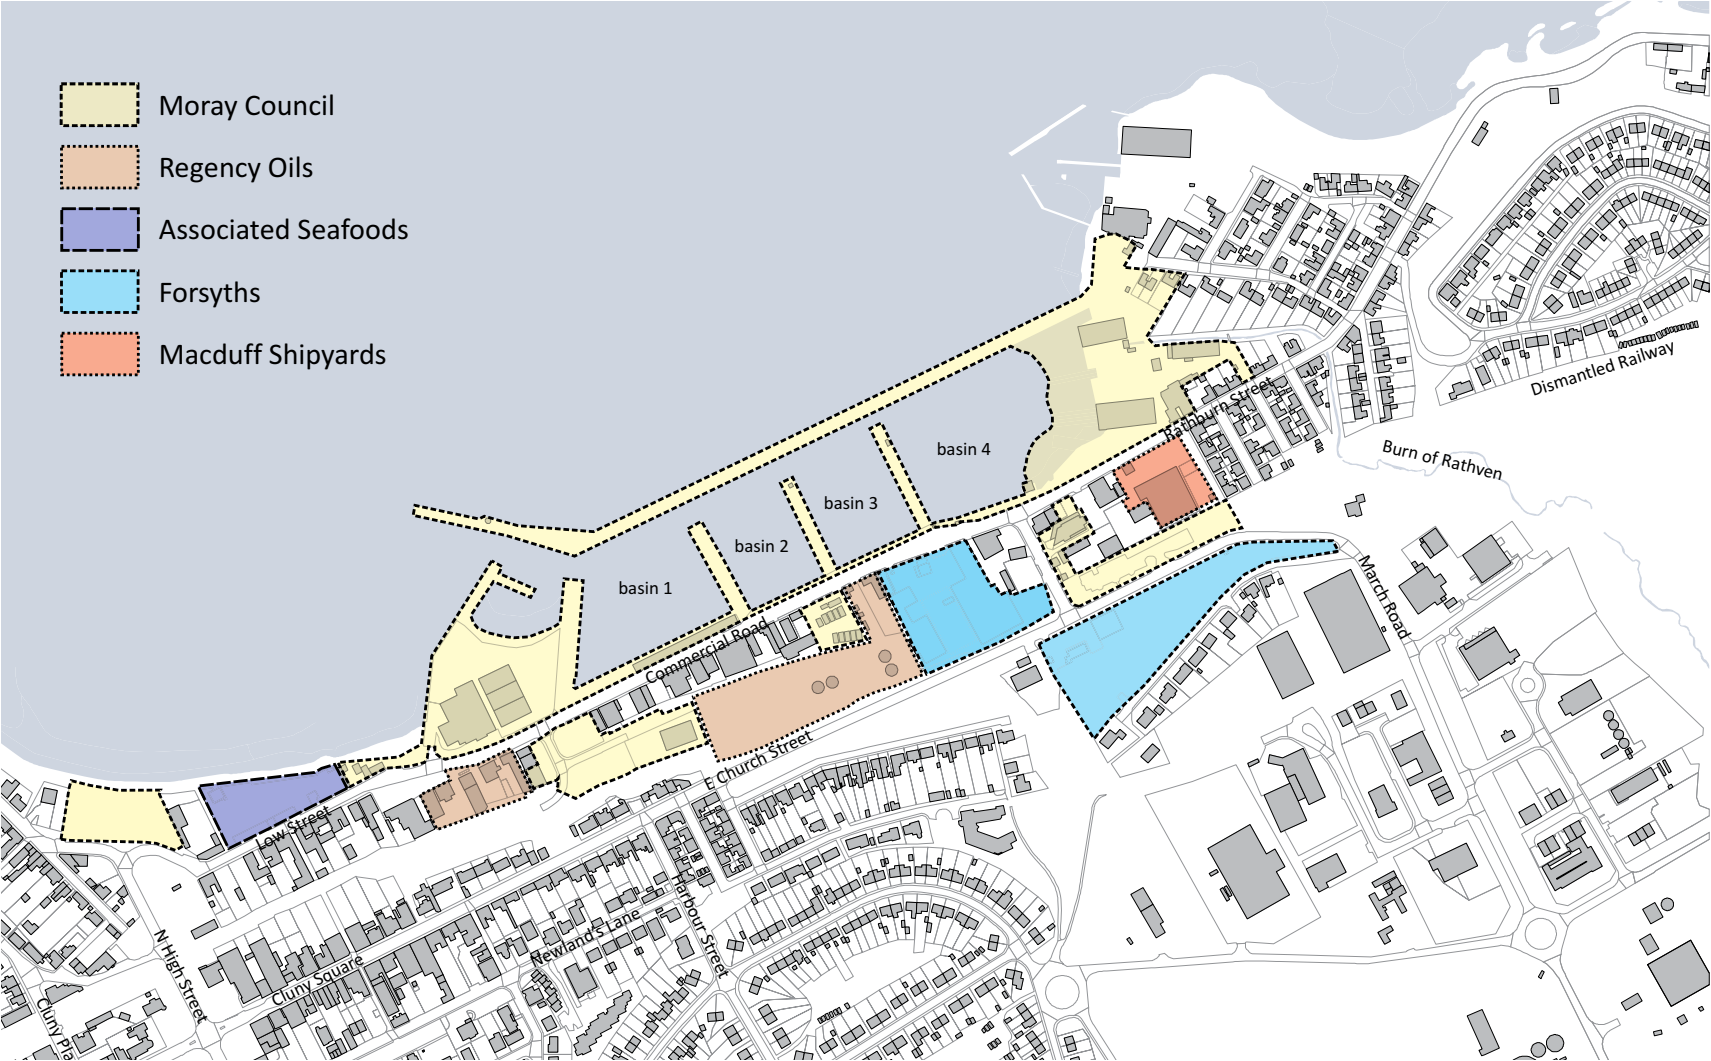 Moray Council
Regency Oils
Associated Seafoods
Forsyths
Macduff Shipyards
Dismantled Railway
Rathburn Street
basin 4
Burn of Rathven
basin 3
basin 2
basin 1
March Road
Commercial Road
E Church Street
Low Street
Harbour Street
Newland's Lane
N High Street
Cluny Square
Cluny Pla